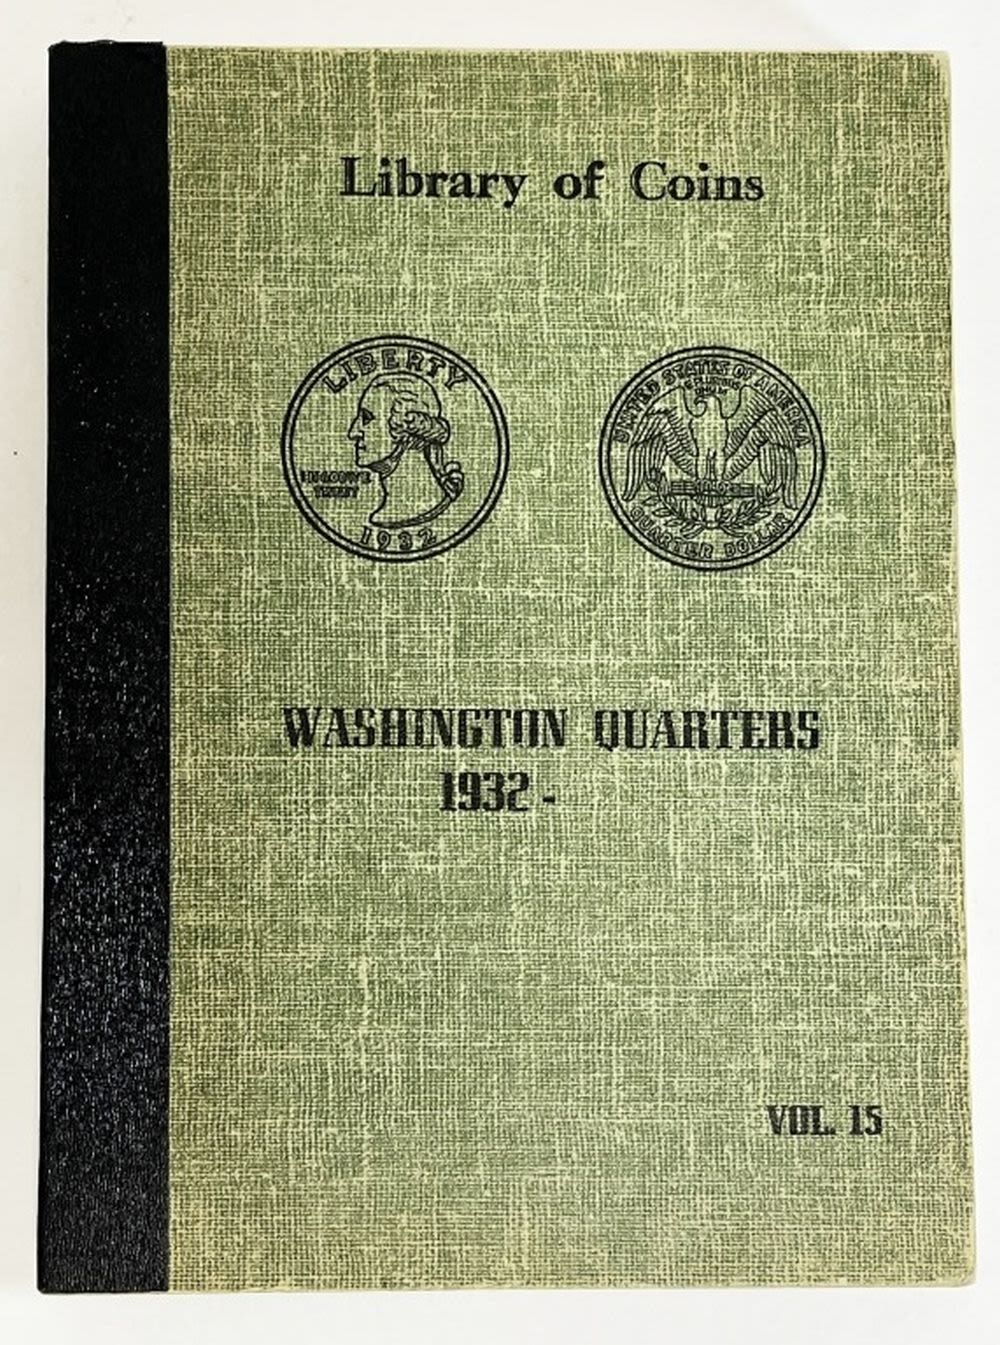 Library of Coins
LIBERTY
IN GOD WE
TRUST
1932
UNITED STATES OF AMERICA
QUARTER DOLLAR
WASHINGTON QUARTERS
1932 -
VOL. 15